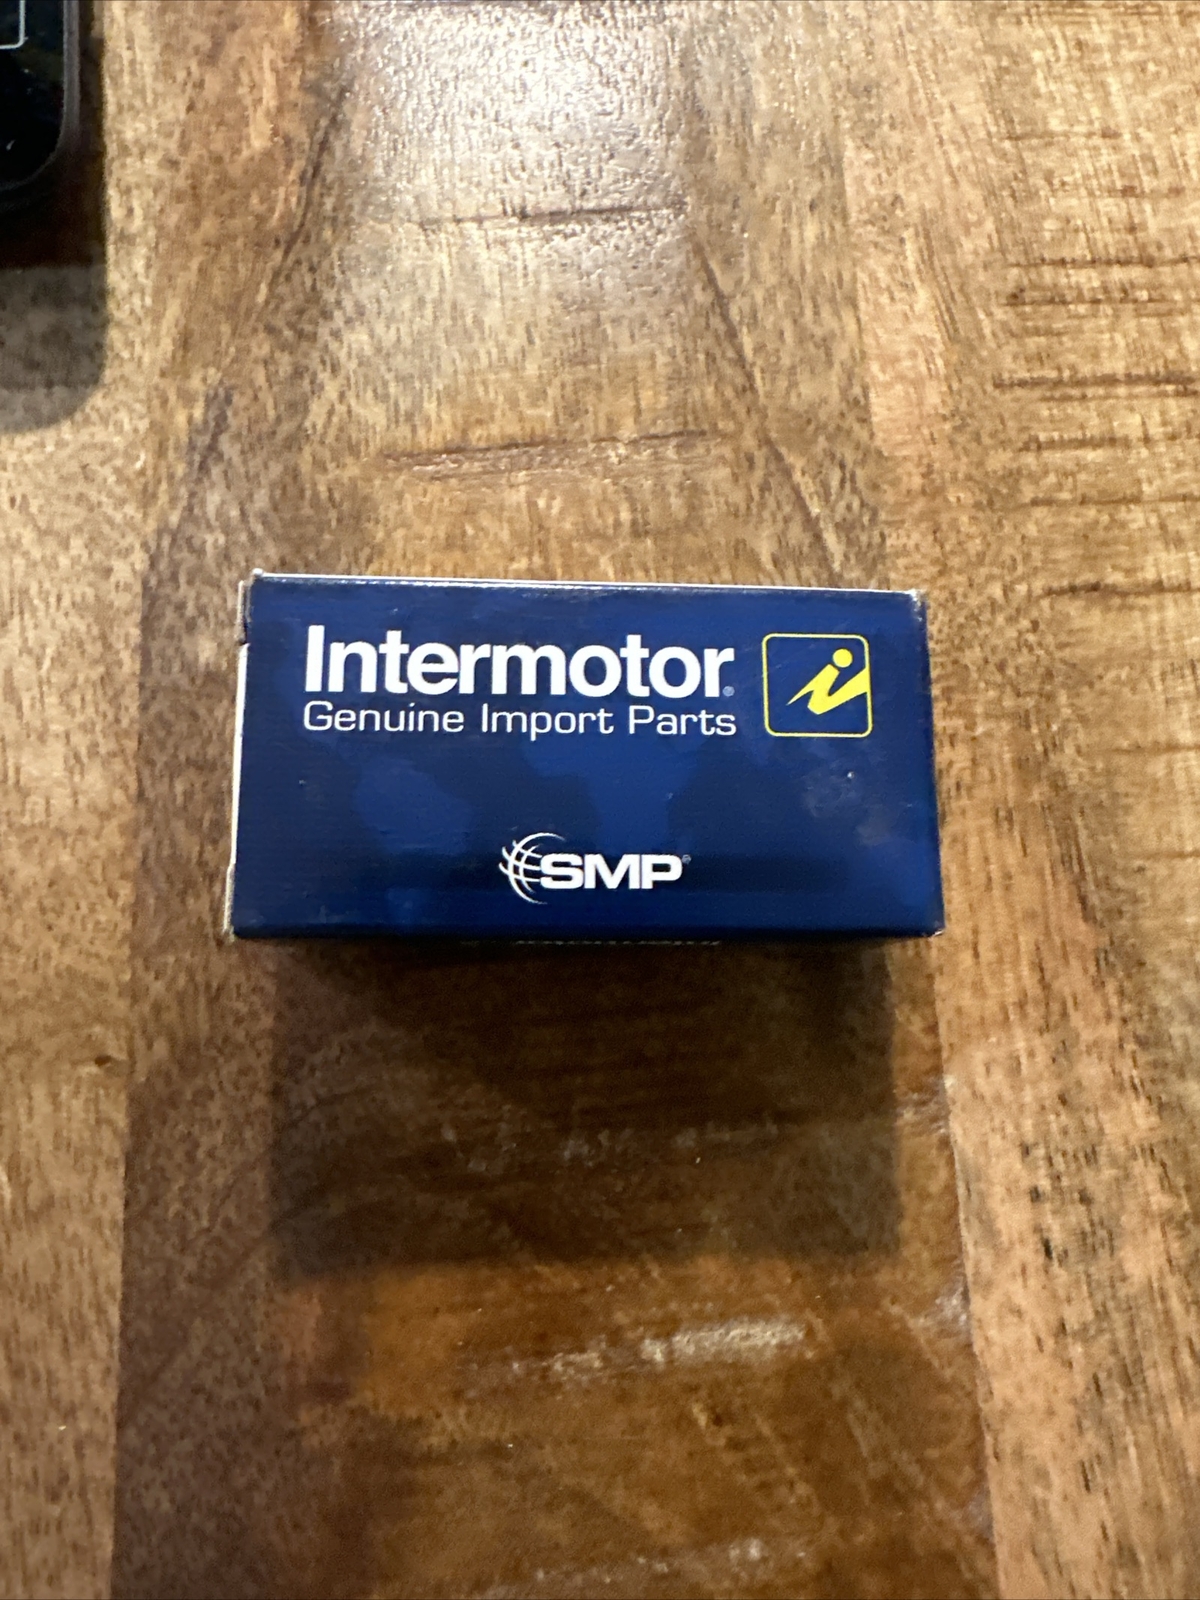 Intermotor®
Genuine Import Parts
SMP®